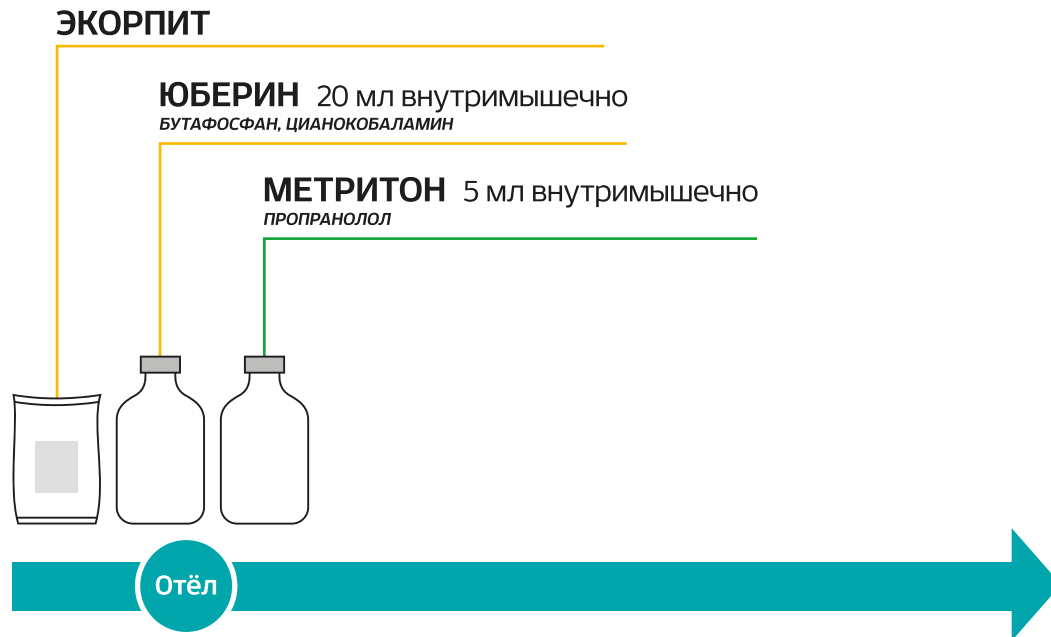 ЭКОРПИТ
ЮБЕРИН 20 мл внутримышечно
БУТАФОСФАН, ЦИАНОКОБАЛАМИН
МЕТРИТОН 5 мл внутримышечно
ПРОПРАНОЛОЛ
Отёл